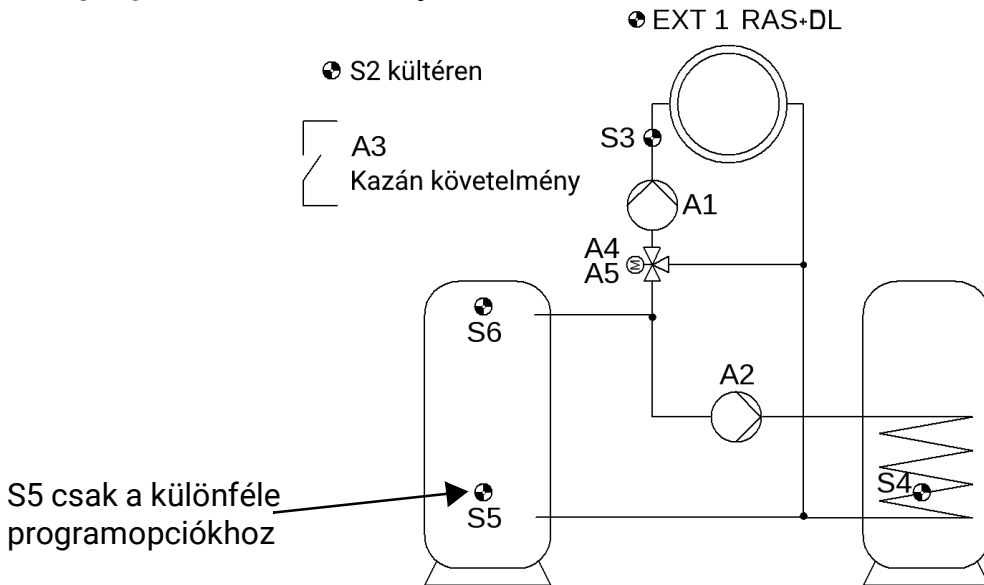 EXT 1 RAS+DL
S2 kültéren
S3
A3
Kazán követelmény
A1
A4
A5
M
S6
S5
A2
S4
S5 csak a különféle
programopciókhoz